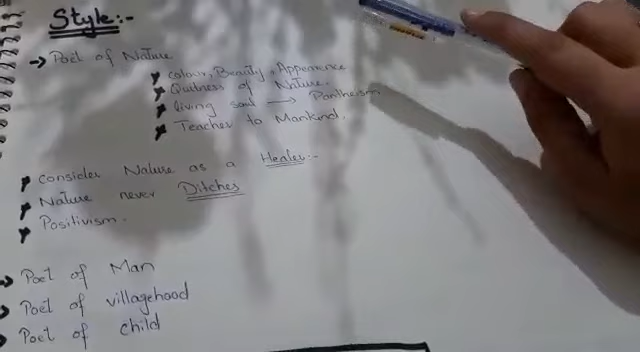 Style:-
→ Poet of Nature
Colour, Beauty, Appearance
Quitness of Nature.
living soul → Pantheism.
Teaches to Mankind.
Consider Nature as a Healer:-
Nature never Ditches
Positivism.
→ Poet of Man
Poet of villagehood
Poet of child